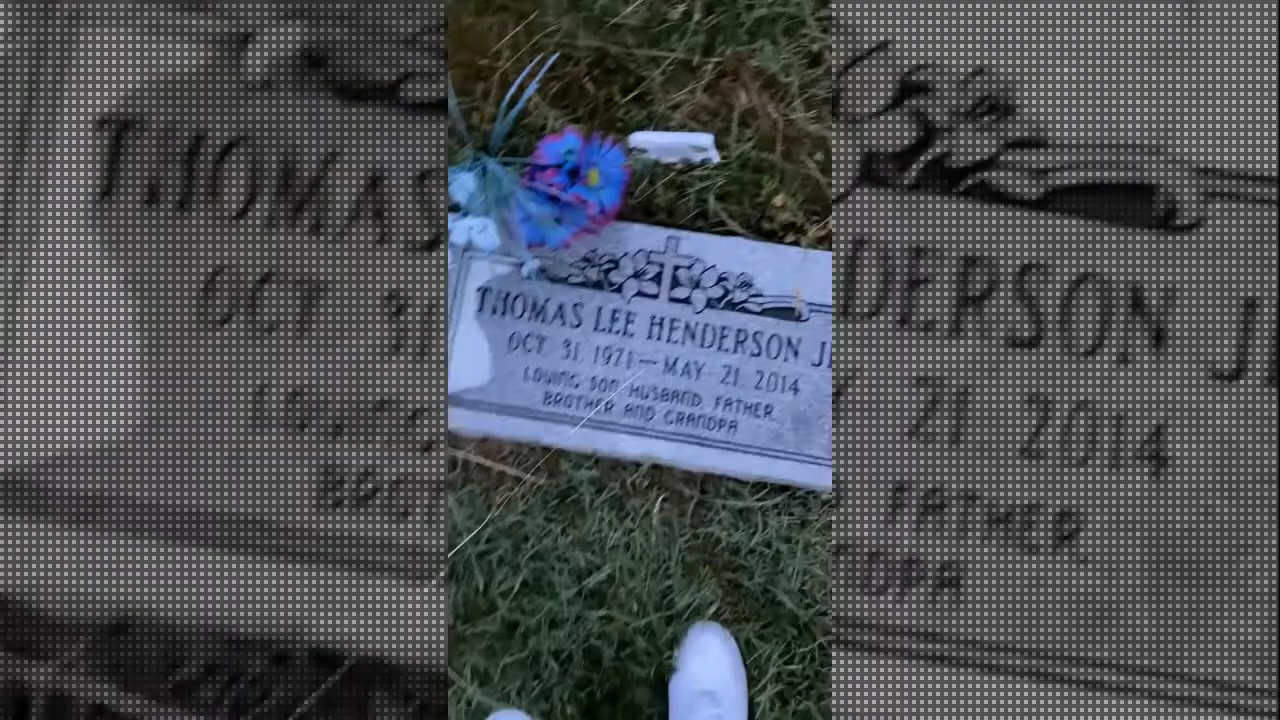 THOMAS LEE HENDERSON JR
OCT 31, 1971 — MAY 21, 2014
LOVING SON HUSBAND, FATHER,
BROTHER AND GRANDPA